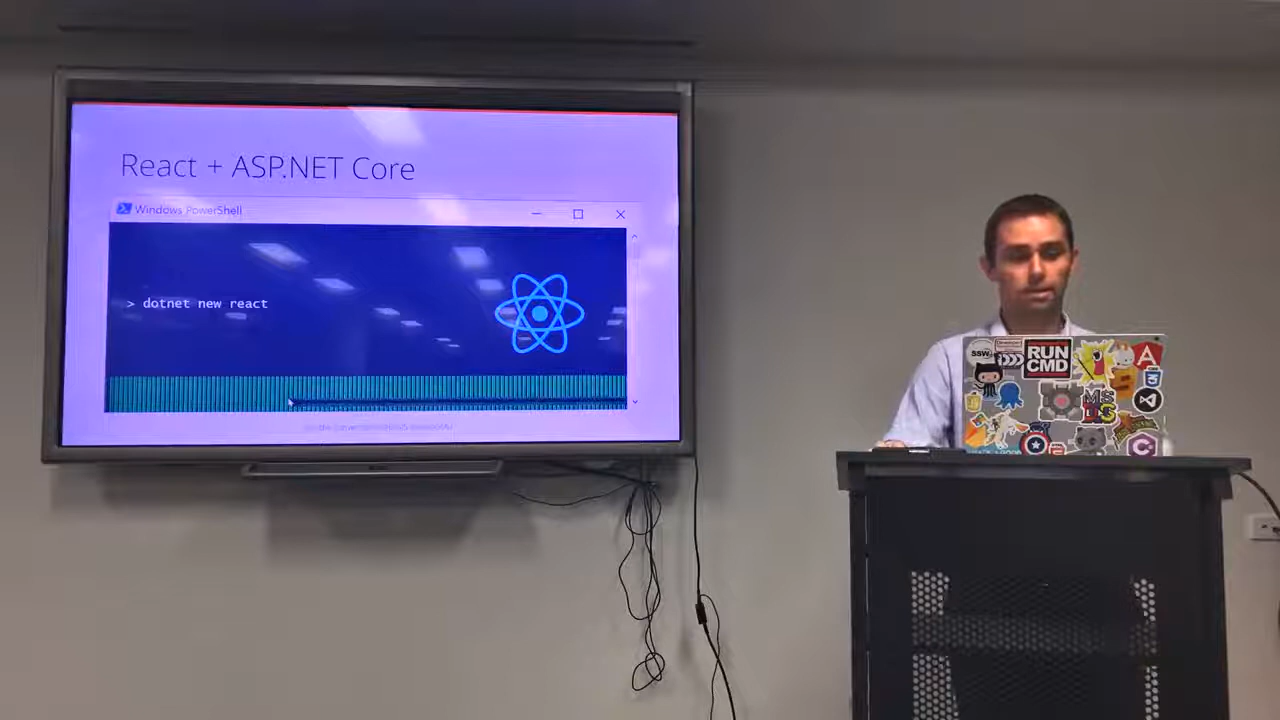 React + ASP.NET Core
Windows PowerShell
> dotnet new react
SSW
RUN
CMD
A
C